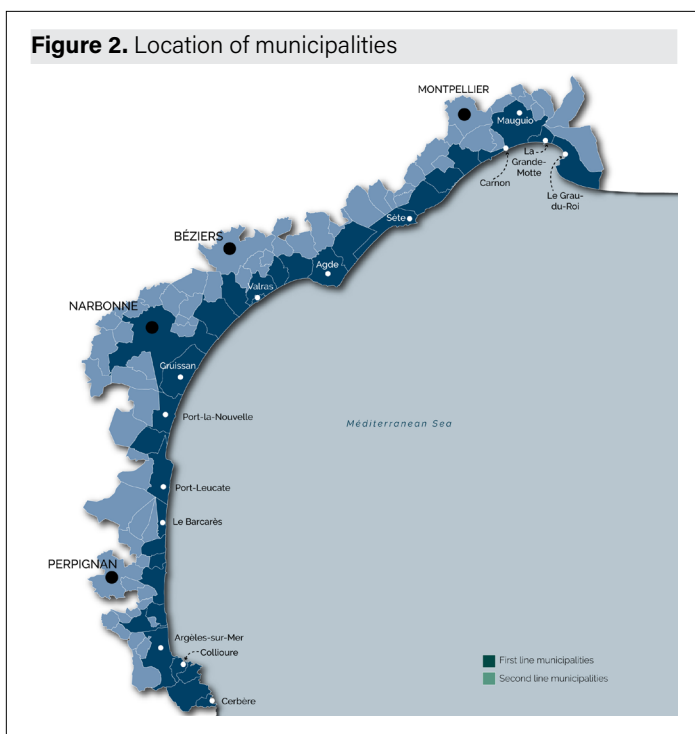 Figure 2. Location of municipalities
MONTPELLIER
Mauguio
La
Grande-
Motte
Carnon
Le Grau-
du-Roi
Sète
BÉZIERS
Agde
Valras
NARBONNE
Gruissan
Port-la-Nouvelle
Méditerranean Sea
Port-Leucate
Le Barcarès
PERPIGNAN
Argèles-sur-Mer
Collioure
First line municipalities
Second line municipalities
Cerbère